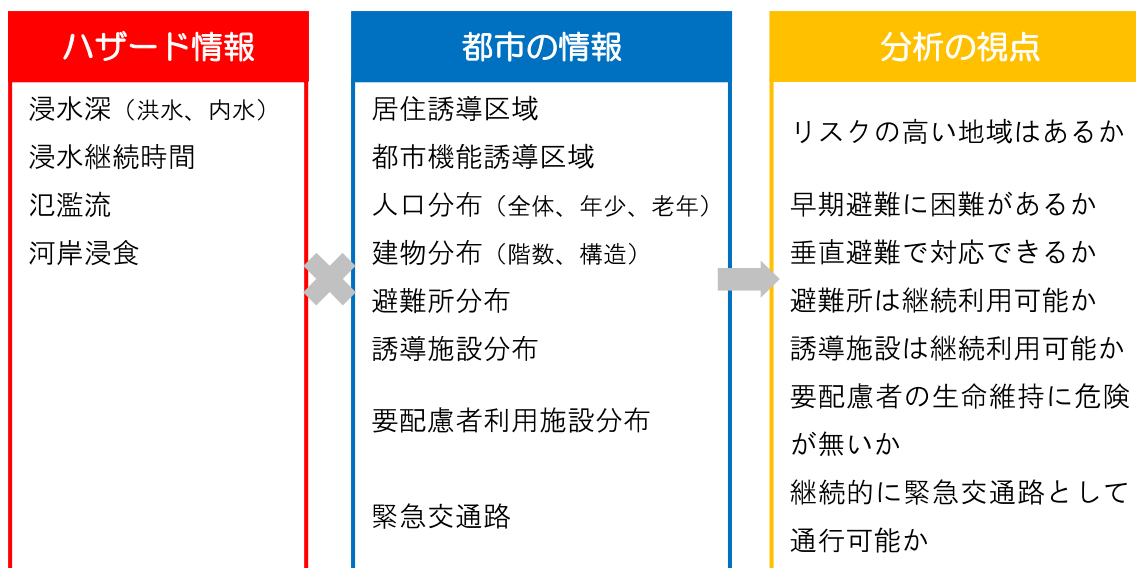 ハザード情報
浸水深（洪水、内水）
浸水継続時間
氾濫流
河岸浸食
都市の情報
居住誘導区域
都市機能誘導区域
人口分布（全体、年少、老年）
建物分布（階数、構造）
避難所分布
誘導施設分布
要配慮者利用施設分布
緊急交通路
分析の視点
リスクの高い地域はあるか
早期避難に困難があるか
垂直避難で対応できるか
避難所は継続利用可能か
誘導施設は継続利用可能か
要配慮者の生命維持に危険
が無いか
継続的に緊急交通路として
通行可能か